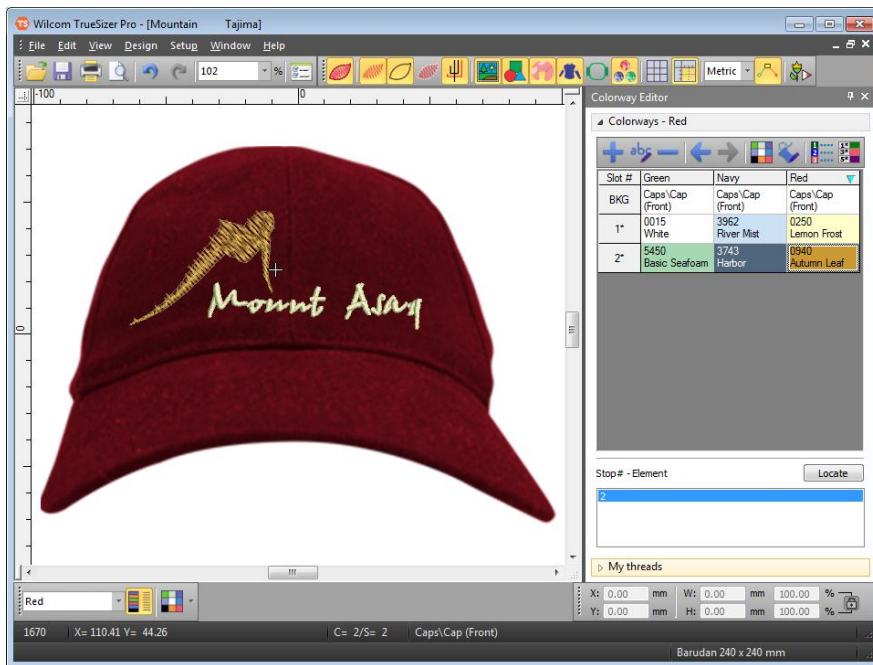 Wilcom TrueSizer Pro - [Mountain Tajima]
File Edit View Design Setup Window Help
102 % Metric
-100 0
0
Mount Asay
Colorway Editor
Colorways - Red
abc
Slot # Green Navy Red
BKG Caps\Cap (Front) Caps\Cap (Front) Caps\Cap (Front)
1* 0015 White 3962 River Mist 0250 Lemon Frost
2* 5450 Basic Seafoam 3743 Harbor 0940 Autumn Leaf
Stop# - Element Locate
2
My threads
Red
X: 0.00 mm W: 0.00 mm 100.00 %
Y: 0.00 mm H: 0.00 mm 100.00 %
1670 X= 110.41 Y= 44.26 C= 2/S= 2 Caps\Cap (Front)
Barudan 240 x 240 mm